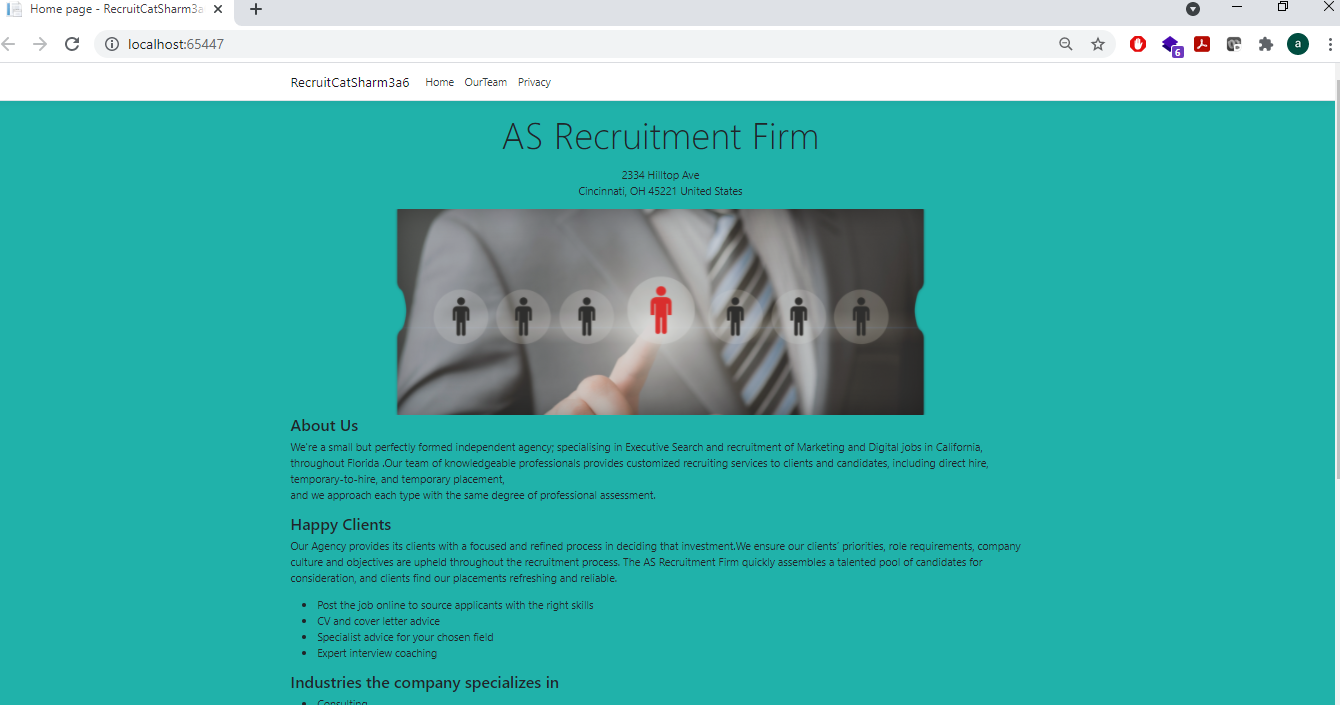 Home page - RecruitCatSharm3a
localhost:65447
6
a
RecruitCatSharm3a6 Home OurTeam Privacy
AS Recruitment Firm
2334 Hilltop Ave
Cincinnati, OH 45221 United States
About Us
We're a small but perfectly formed independent agency; specialising in Executive Search and recruitment of Marketing and Digital jobs in California,
throughout Florida .Our team of knowledgeable professionals provides customized recruiting services to clients and candidates, including direct hire,
temporary-to-hire, and temporary placement,
and we approach each type with the same degree of professional assessment.
Happy Clients
Our Agency provides its clients with a focused and refined process in deciding that investment.We ensure our clients' priorities, role requirements, company
culture and objectives are upheld throughout the recruitment process. The AS Recruitment Firm quickly assembles a talented pool of candidates for
consideration, and clients find our placements refreshing and reliable.
Post the job online to source applicants with the right skills
CV and cover letter advice
Specialist advice for your chosen field
Expert interview coaching
Industries the company specializes in
Consulting